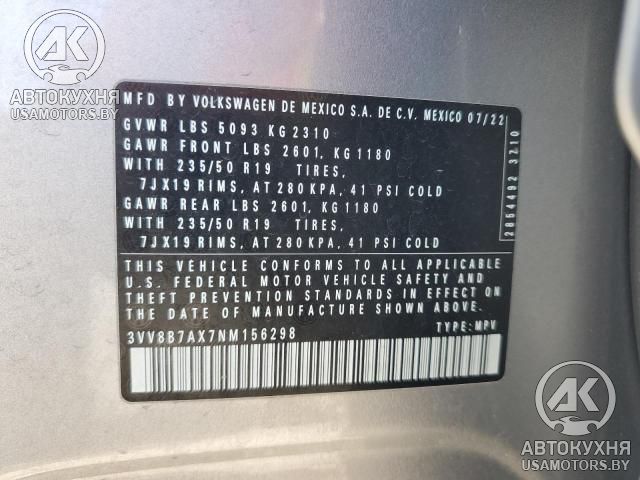 AK
АВТОКУХНЯ
USAMOTORS.BY
MFD BY VOLKSWAGEN DE MEXICO S.A. DE C.V. MEXICO 07/22
GVWR LBS 5093 KG 2310
GAWR FRONT LBS 2601, KG 1180
WITH 235/50 R19 TIRES,
7JX19 RIMS, AT 280 KPA, 41 PSI COLD
GAWR REAR LBS 2601, KG 1180
WITH 235/50 R19 TIRES,
7JX19 RIMS, AT 280 KPA, 41 PSI COLD
2854492 3210
THIS VEHICLE CONFORMS TO ALL APPLICABLE
U.S. FEDERAL MOTOR VEHICLE SAFETY AND
THEFT PREVENTION STANDARDS IN EFFECT ON
THE DATE OF MANUFACTURE SHOWN ABOVE
3VV8B7AX7NM156298 TYPE: MPV
AK
АВТОКУХНЯ
USAMOTORS.BY